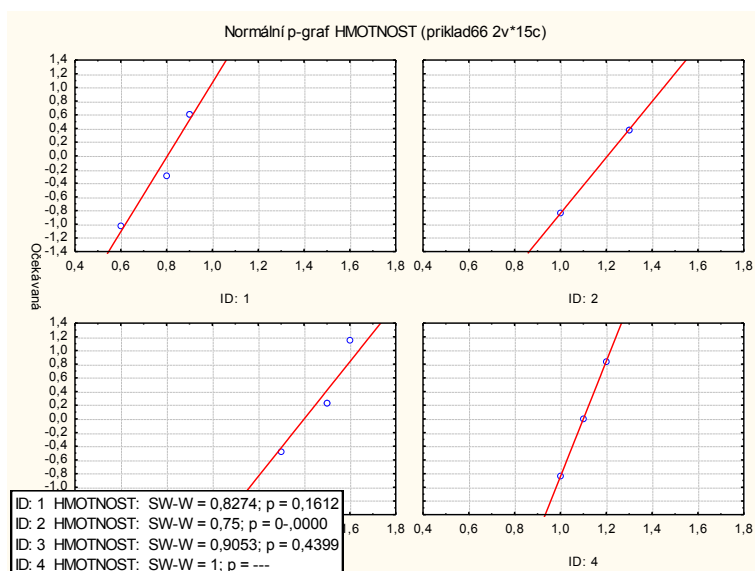 Normální p-graf HMOTNOST (priklad66 2v*15c)
1,4
1,2
1,0
0,8
0,6
0,4
0,2
0,0
-0,2
-0,4
-0,6
-0,8
-1,0
-1,2
-1,4
0,4 0,6 0,8 1,0 1,2 1,4 1,6 1,8
ID: 1
0,4 0,6 0,8 1,0 1,2 1,4 1,6 1,8
ID: 2
Očekávaná
1,4
1,2
1,0
0,8
0,6
0,4
0,2
0,0
-0,2
-0,4
-0,6
-0,8
-1,0
1,8
0,4 0,6 0,8 1,0 1,2 1,4 1,6 1,8
ID: 4
ID: 1 HMOTNOST: SW-W = 0,8274; p = 0,1612
ID: 2 HMOTNOST: SW-W = 0,75; p = 0-,0000
ID: 3 HMOTNOST: SW-W = 0,9053; p = 0,4399
ID: 4 HMOTNOST: SW-W = 1; p = ---